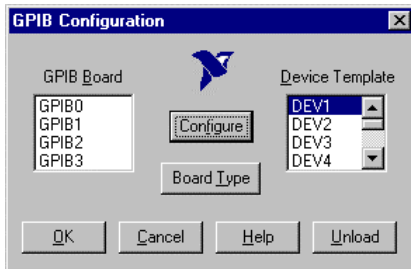 GPIB Configuration
GPIB Board
GPIB0
GPIB1
GPIB2
GPIB3
Configure
Board Type
Device Template
DEV1
DEV2
DEV3
DEV4
OK
Cancel
Help
Unload